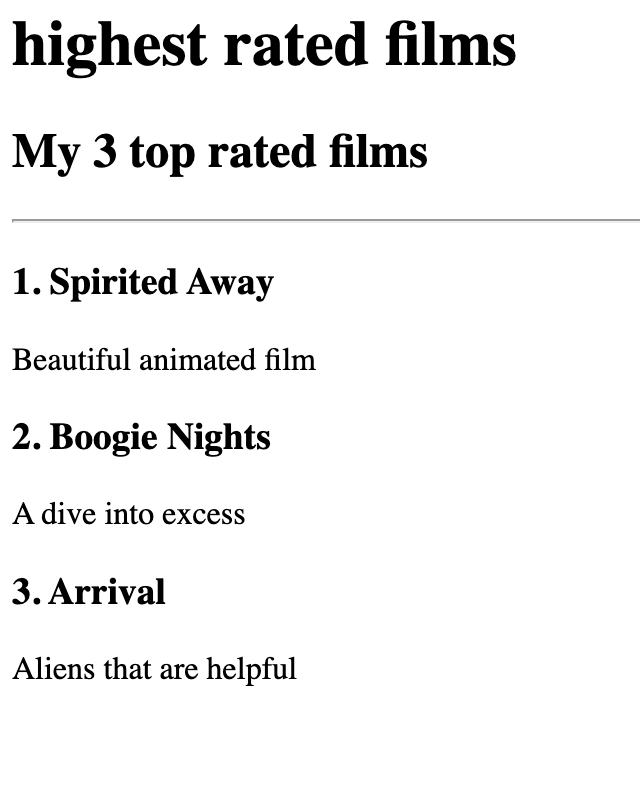 highest rated films
My 3 top rated films
1. Spirited Away
Beautiful animated film
2. Boogie Nights
A dive into excess
3. Arrival
Aliens that are helpful